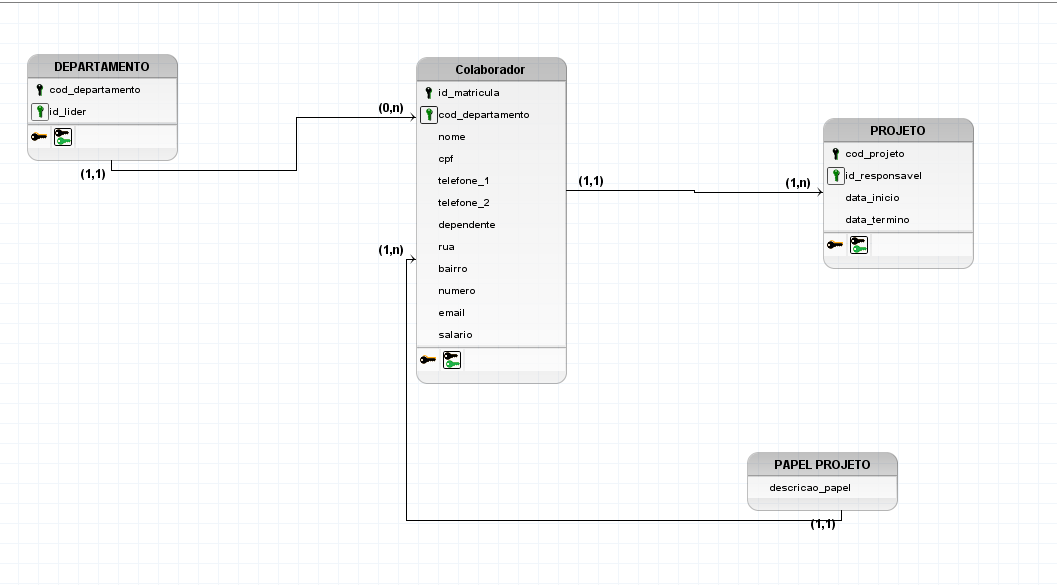 DEPARTAMENTO
cod_departamento
id_lider
(1,1)
(0,n)
Colaborador
id_matricula
cod_departamento
nome
cpf
telefone_1
telefone_2
dependente
rua
bairro
numero
email
salario
(1,n)
(1,1)
(1,n)
PROJETO
cod_projeto
id_responsavel
data_inicio
data_termino
PAPEL PROJETO
descricao_papel
(1,1)